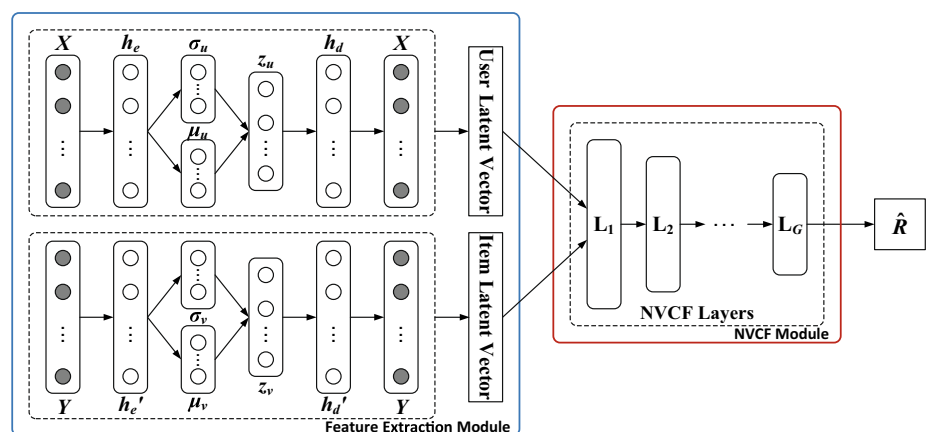 X h_e σ_u z_u h_d X
μ_u
User Latent Vector
σ_v
Y h_e' μ_v z_v h_d' Y
Item Latent Vector
Feature Extraction Module
L_1 L_2 ... L_G
NVCF Layers
NVCF Module
R̂